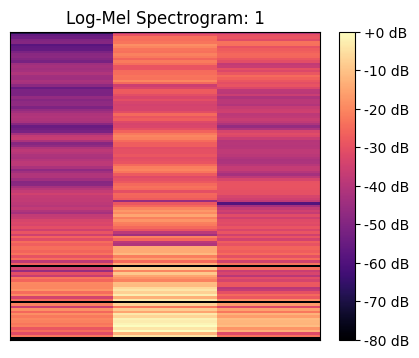 Log-Mel Spectrogram: 1
+0 dB
-10 dB
-20 dB
-30 dB
-40 dB
-50 dB
-60 dB
-70 dB
-80 dB